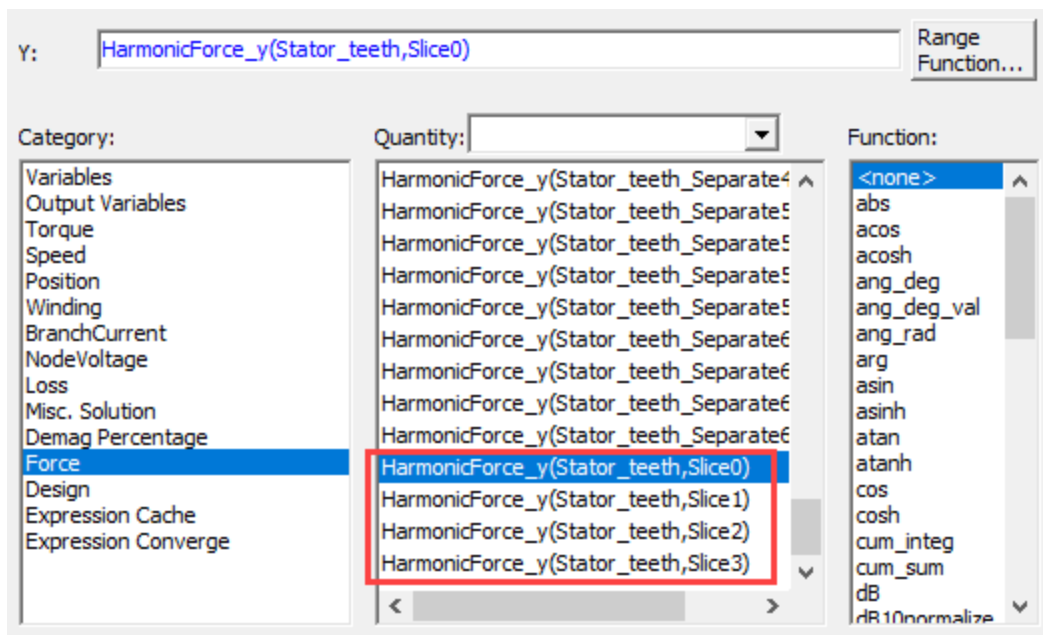 Y:
HarmonicForce_y(Stator_teeth,Slice0)
Range
Function...
Category:
Variables
Output Variables
Torque
Speed
Position
Winding
BranchCurrent
NodeVoltage
Loss
Misc. Solution
Demag Percentage
Force
Design
Expression Cache
Expression Converge
Quantity:
HarmonicForce_y(Stator_teeth_Separate4
HarmonicForce_y(Stator_teeth_Separate5
HarmonicForce_y(Stator_teeth_Separate5
HarmonicForce_y(Stator_teeth_Separate5
HarmonicForce_y(Stator_teeth_Separate5
HarmonicForce_y(Stator_teeth_Separate6
HarmonicForce_y(Stator_teeth_Separate6
HarmonicForce_y(Stator_teeth_Separate6
HarmonicForce_y(Stator_teeth_Separate6
HarmonicForce_y(Stator_teeth,Slice0)
HarmonicForce_y(Stator_teeth,Slice1)
HarmonicForce_y(Stator_teeth,Slice2)
HarmonicForce_y(Stator_teeth,Slice3)
Function:
<none>
abs
acos
acosh
ang_deg
ang_deg_val
ang_rad
arg
asin
asinh
atan
atanh
cos
cosh
cum_integ
cum_sum
dB
dB10normalize